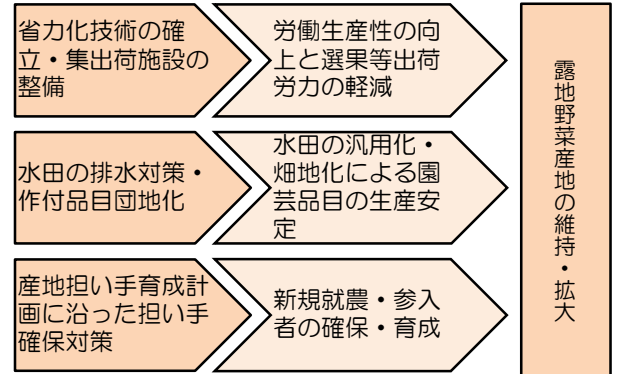 省力化技術の確
立・集出荷施設の
整備
労働生産性の向
上と選果等出荷
労力の軽減
水田の排水対策・
作付品目団地化
水田の汎用化・
畑地化による園
芸品目の生産安
定
産地担い手育成計
画に沿った担い手
確保対策
新規就農・参入
者の確保・育成
露地野菜産地の維持・拡大